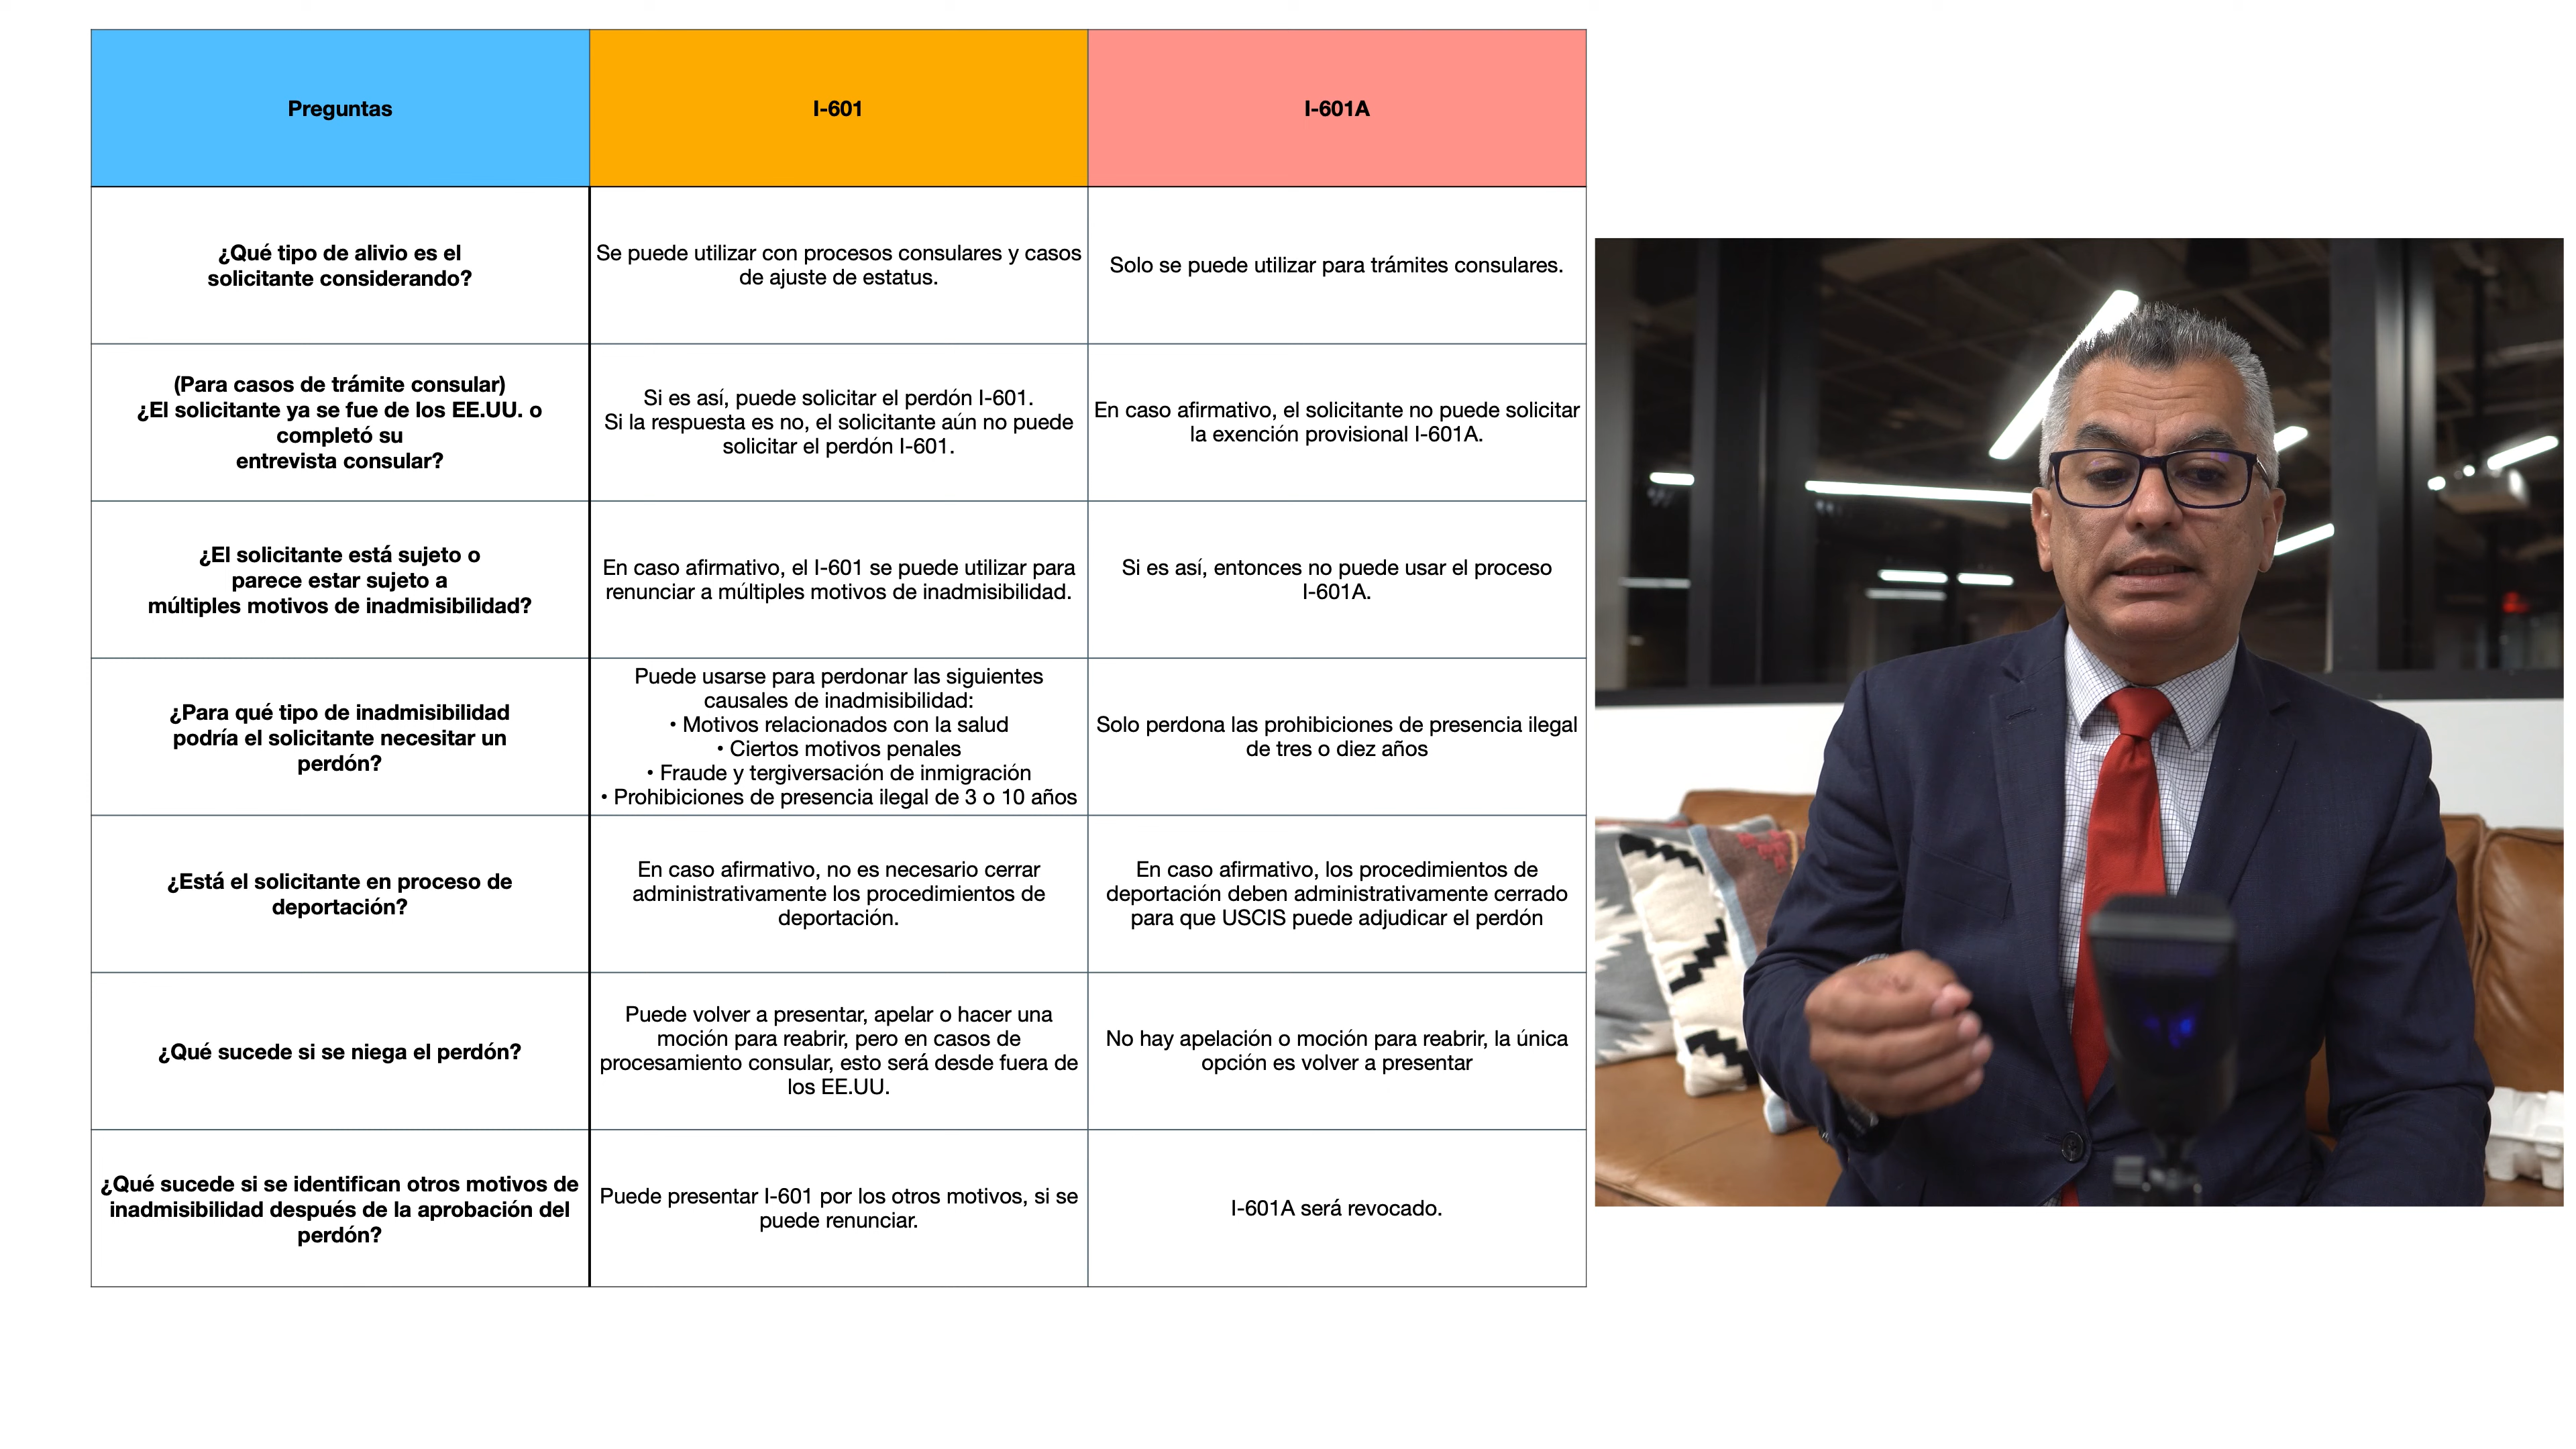 Preguntas
I-601
I-601A
¿Qué tipo de alivio es el
solicitante considerando?
Se puede utilizar con procesos consulares y casos
de ajuste de estatus.
Solo se puede utilizar para trámites consulares.
(Para casos de trámite consular)
¿El solicitante ya se fue de los EE.UU. o
completó su
entrevista consular?
Si es así, puede solicitar el perdón I-601.
Si la respuesta es no, el solicitante aún no puede
solicitar el perdón I-601.
En caso afirmativo, el solicitante no puede solicitar
la exención provisional I-601A.
¿El solicitante está sujeto o
parece estar sujeto a
múltiples motivos de inadmisibilidad?
En caso afirmativo, el I-601 se puede utilizar para
renunciar a múltiples motivos de inadmisibilidad.
Si es así, entonces no puede usar el proceso
I-601A.
¿Para qué tipo de inadmisibilidad
podría el solicitante necesitar un
perdón?
Puede usarse para perdonar las siguientes
causales de inadmisibilidad:
• Motivos relacionados con la salud
• Ciertos motivos penales
• Fraude y tergiversación de inmigración
• Prohibiciones de presencia ilegal de 3 o 10 años
Solo perdona las prohibiciones de presencia ilegal
de tres o diez años
¿Está el solicitante en proceso de
deportación?
En caso afirmativo, no es necesario cerrar
administrativamente los procedimientos de
deportación.
En caso afirmativo, los procedimientos de
deportación deben administrativamente cerrado
para que USCIS puede adjudicar el perdón
¿Qué sucede si se niega el perdón?
Puede volver a presentar, apelar o hacer una
moción para reabrir, pero en casos de
procesamiento consular, esto será desde fuera de
los EE.UU.
No hay apelación o moción para reabrir, la única
opción es volver a presentar
¿Qué sucede si se identifican otros motivos de
inadmisibilidad después de la aprobación del
perdón?
Puede presentar I-601 por los otros motivos, si se
puede renunciar.
I-601A será revocado.